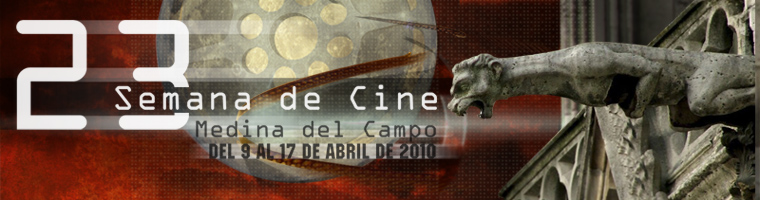 23
Semana de Cine
Medina del Campo
DEL 9 AL 17 DE ABRIL DE 2010